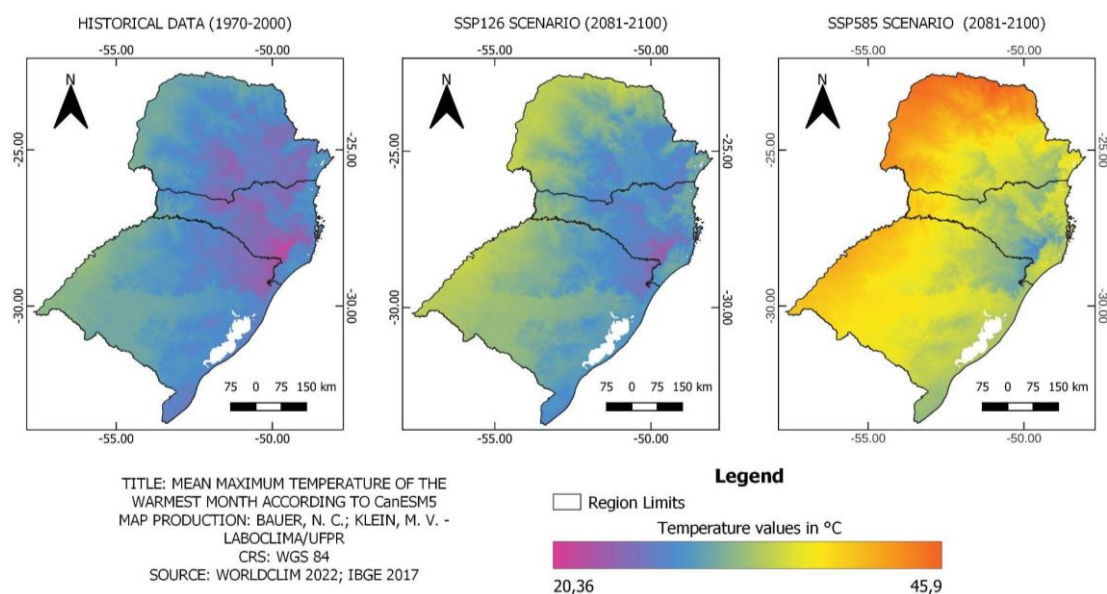 HISTORICAL DATA (1970-2000)
SSP126 SCENARIO (2081-2100)
SSP585 SCENARIO (2081-2100)
-55.00 -50.00
-55.00 -50.00
-55.00 -50.00
N
N
N
-25.00
-25.00
-25.00
-25.00
-25.00
-30.00
-30.00
-30.00
-30.00
-30.00
75 0 75 150 km
75 0 75 150 km
75 0 75 150 km
-55.00 -50.00
-55.00 -50.00
-55.00 -50.00
TITLE: MEAN MAXIMUM TEMPERATURE OF THE
WARMEST MONTH ACCORDING TO CanESM5
MAP PRODUCTION: BAUER, N. C.; KLEIN, M. V. -
LABOCLIMA/UFPR
CRS: WGS 84
SOURCE: WORLDCLIM 2022; IBGE 2017
Legend
Region Limits
Temperature values in °C
20,36 45,9